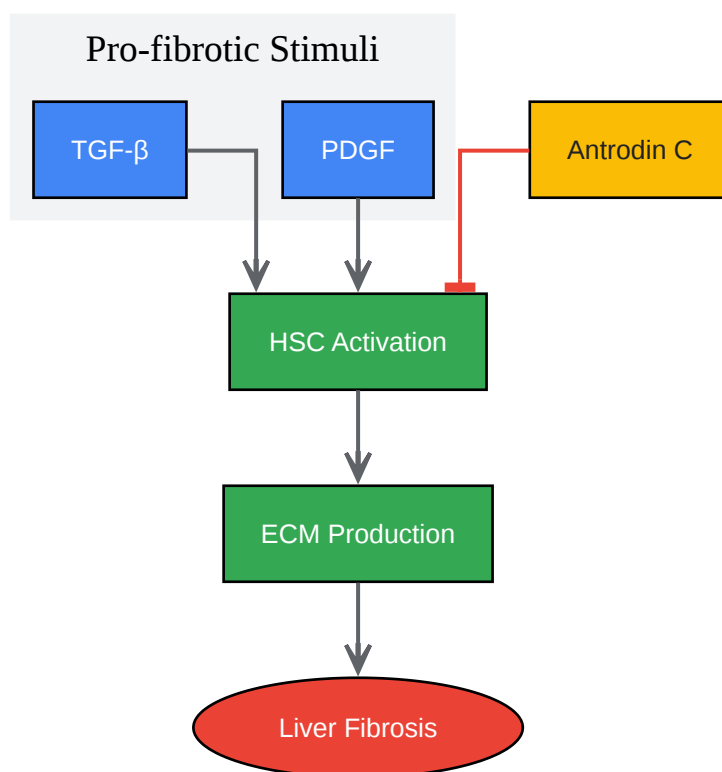 Pro-fibrotic Stimuli
TGF-β
PDGF
Antrodin C
HSC Activation
ECM Production
Liver Fibrosis